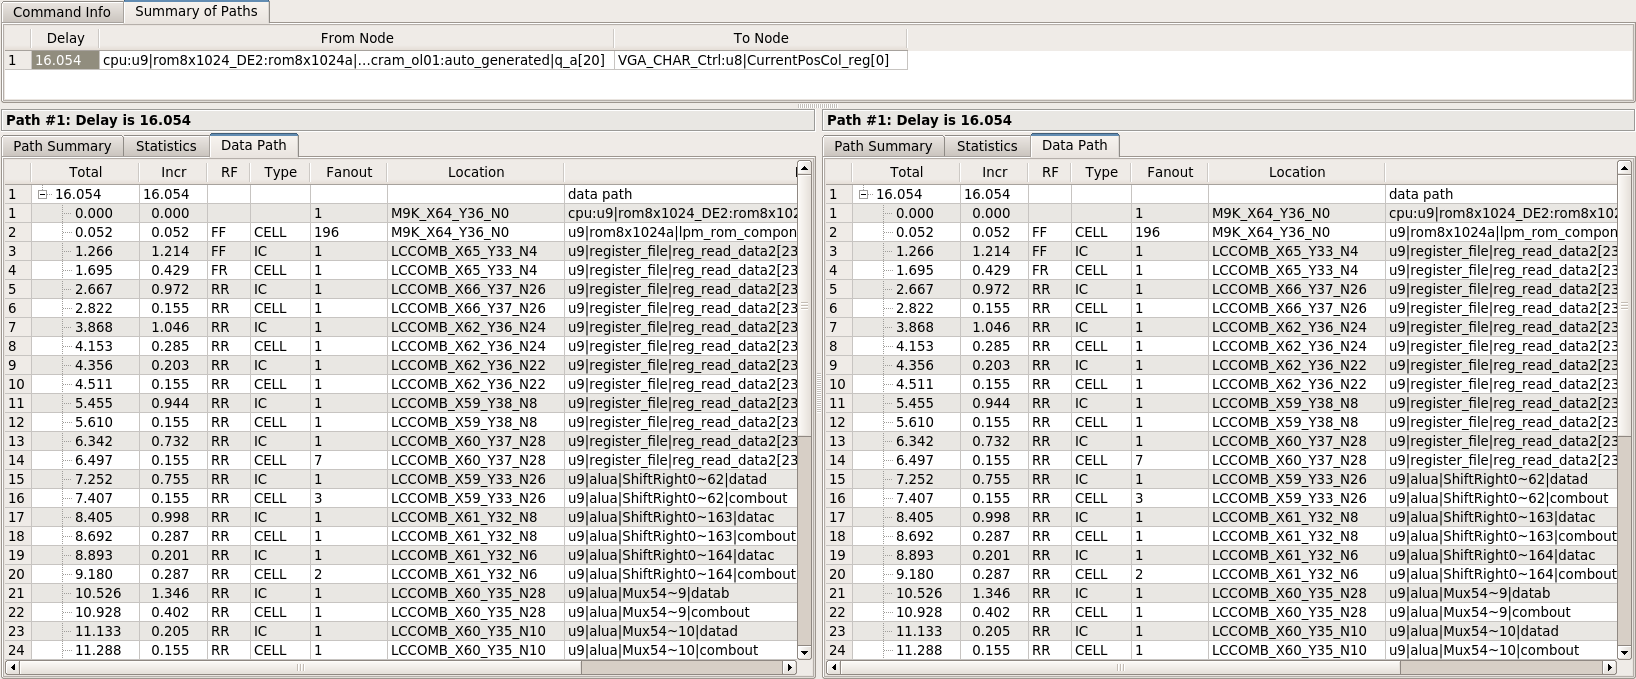 Command Info Summary of Paths
Delay From Node To Node
1 16.054 cpu:u9|rom8x1024_DE2:rom8x1024a|...cram_ol01:auto_generated|q_a[20] VGA_CHAR_Ctrl:u8|CurrentPosCol_reg[0]
Path #1: Delay is 16.054
Path Summary Statistics Data Path
Total Incr RF Type Fanout Location
1 16.054 16.054 data path
1 0.000 0.000 1 M9K_X64_Y36_N0 cpu:u9|rom8x1024_DE2:rom8x102
2 0.052 0.052 FF CELL 196 M9K_X64_Y36_N0 u9|rom8x1024a|lpm_rom_compon
3 1.266 1.214 FF IC 1 LCCOMB_X65_Y33_N4 u9|register_file|reg_read_data2[23
4 1.695 0.429 FR CELL 1 LCCOMB_X65_Y33_N4 u9|register_file|reg_read_data2[23
5 2.667 0.972 RR IC 1 LCCOMB_X66_Y37_N26 u9|register_file|reg_read_data2[23
6 2.822 0.155 RR CELL 1 LCCOMB_X66_Y37_N26 u9|register_file|reg_read_data2[23
7 3.868 1.046 RR IC 1 LCCOMB_X62_Y36_N24 u9|register_file|reg_read_data2[23
8 4.153 0.285 RR CELL 1 LCCOMB_X62_Y36_N24 u9|register_file|reg_read_data2[23
9 4.356 0.203 RR IC 1 LCCOMB_X62_Y36_N22 u9|register_file|reg_read_data2[23
10 4.511 0.155 RR CELL 1 LCCOMB_X62_Y36_N22 u9|register_file|reg_read_data2[23
11 5.455 0.944 RR IC 1 LCCOMB_X59_Y38_N8 u9|register_file|reg_read_data2[23
12 5.610 0.155 RR CELL 1 LCCOMB_X59_Y38_N8 u9|register_file|reg_read_data2[23
13 6.342 0.732 RR IC 1 LCCOMB_X60_Y37_N28 u9|register_file|reg_read_data2[23
14 6.497 0.155 RR CELL 7 LCCOMB_X60_Y37_N28 u9|register_file|reg_read_data2[23
15 7.252 0.755 RR IC 1 LCCOMB_X59_Y33_N26 u9|alua|ShiftRight0~62|datad
16 7.407 0.155 RR CELL 3 LCCOMB_X59_Y33_N26 u9|alua|ShiftRight0~62|combout
17 8.405 0.998 RR IC 1 LCCOMB_X61_Y32_N8 u9|alua|ShiftRight0~163|datac
18 8.692 0.287 RR CELL 1 LCCOMB_X61_Y32_N8 u9|alua|ShiftRight0~163|combout
19 8.893 0.201 RR IC 1 LCCOMB_X61_Y32_N6 u9|alua|ShiftRight0~164|datac
20 9.180 0.287 RR CELL 2 LCCOMB_X61_Y32_N6 u9|alua|ShiftRight0~164|combout
21 10.526 1.346 RR IC 1 LCCOMB_X60_Y35_N28 u9|alua|Mux54~9|datab
22 10.928 0.402 RR CELL 1 LCCOMB_X60_Y35_N28 u9|alua|Mux54~9|combout
23 11.133 0.205 RR IC 1 LCCOMB_X60_Y35_N10 u9|alua|Mux54~10|datad
24 11.288 0.155 RR CELL 1 LCCOMB_X60_Y35_N10 u9|alua|Mux54~10|combout
Path #1: Delay is 16.054
Path Summary Statistics Data Path
Total Incr RF Type Fanout Location
1 16.054 16.054 data path
1 0.000 0.000 1 M9K_X64_Y36_N0 cpu:u9|rom8x1024_DE2:rom8x102
2 0.052 0.052 FF CELL 196 M9K_X64_Y36_N0 u9|rom8x1024a|lpm_rom_compon
3 1.266 1.214 FF IC 1 LCCOMB_X65_Y33_N4 u9|register_file|reg_read_data2[23
4 1.695 0.429 FR CELL 1 LCCOMB_X65_Y33_N4 u9|register_file|reg_read_data2[23
5 2.667 0.972 RR IC 1 LCCOMB_X66_Y37_N26 u9|register_file|reg_read_data2[23
6 2.822 0.155 RR CELL 1 LCCOMB_X66_Y37_N26 u9|register_file|reg_read_data2[23
7 3.868 1.046 RR IC 1 LCCOMB_X62_Y36_N24 u9|register_file|reg_read_data2[23
8 4.153 0.285 RR CELL 1 LCCOMB_X62_Y36_N24 u9|register_file|reg_read_data2[23
9 4.356 0.203 RR IC 1 LCCOMB_X62_Y36_N22 u9|register_file|reg_read_data2[23
10 4.511 0.155 RR CELL 1 LCCOMB_X62_Y36_N22 u9|register_file|reg_read_data2[23
11 5.455 0.944 RR IC 1 LCCOMB_X59_Y38_N8 u9|register_file|reg_read_data2[23
12 5.610 0.155 RR CELL 1 LCCOMB_X59_Y38_N8 u9|register_file|reg_read_data2[23
13 6.342 0.732 RR IC 1 LCCOMB_X60_Y37_N28 u9|register_file|reg_read_data2[23
14 6.497 0.155 RR CELL 7 LCCOMB_X60_Y37_N28 u9|register_file|reg_read_data2[23
15 7.252 0.755 RR IC 1 LCCOMB_X59_Y33_N26 u9|alua|ShiftRight0~62|datad
16 7.407 0.155 RR CELL 3 LCCOMB_X59_Y33_N26 u9|alua|ShiftRight0~62|combout
17 8.405 0.998 RR IC 1 LCCOMB_X61_Y32_N8 u9|alua|ShiftRight0~163|datac
18 8.692 0.287 RR CELL 1 LCCOMB_X61_Y32_N8 u9|alua|ShiftRight0~163|combout
19 8.893 0.201 RR IC 1 LCCOMB_X61_Y32_N6 u9|alua|ShiftRight0~164|datac
20 9.180 0.287 RR CELL 2 LCCOMB_X61_Y32_N6 u9|alua|ShiftRight0~164|combout
21 10.526 1.346 RR IC 1 LCCOMB_X60_Y35_N28 u9|alua|Mux54~9|datab
22 10.928 0.402 RR CELL 1 LCCOMB_X60_Y35_N28 u9|alua|Mux54~9|combout
23 11.133 0.205 RR IC 1 LCCOMB_X60_Y35_N10 u9|alua|Mux54~10|datad
24 11.288 0.155 RR CELL 1 LCCOMB_X60_Y35_N10 u9|alua|Mux54~10|combout